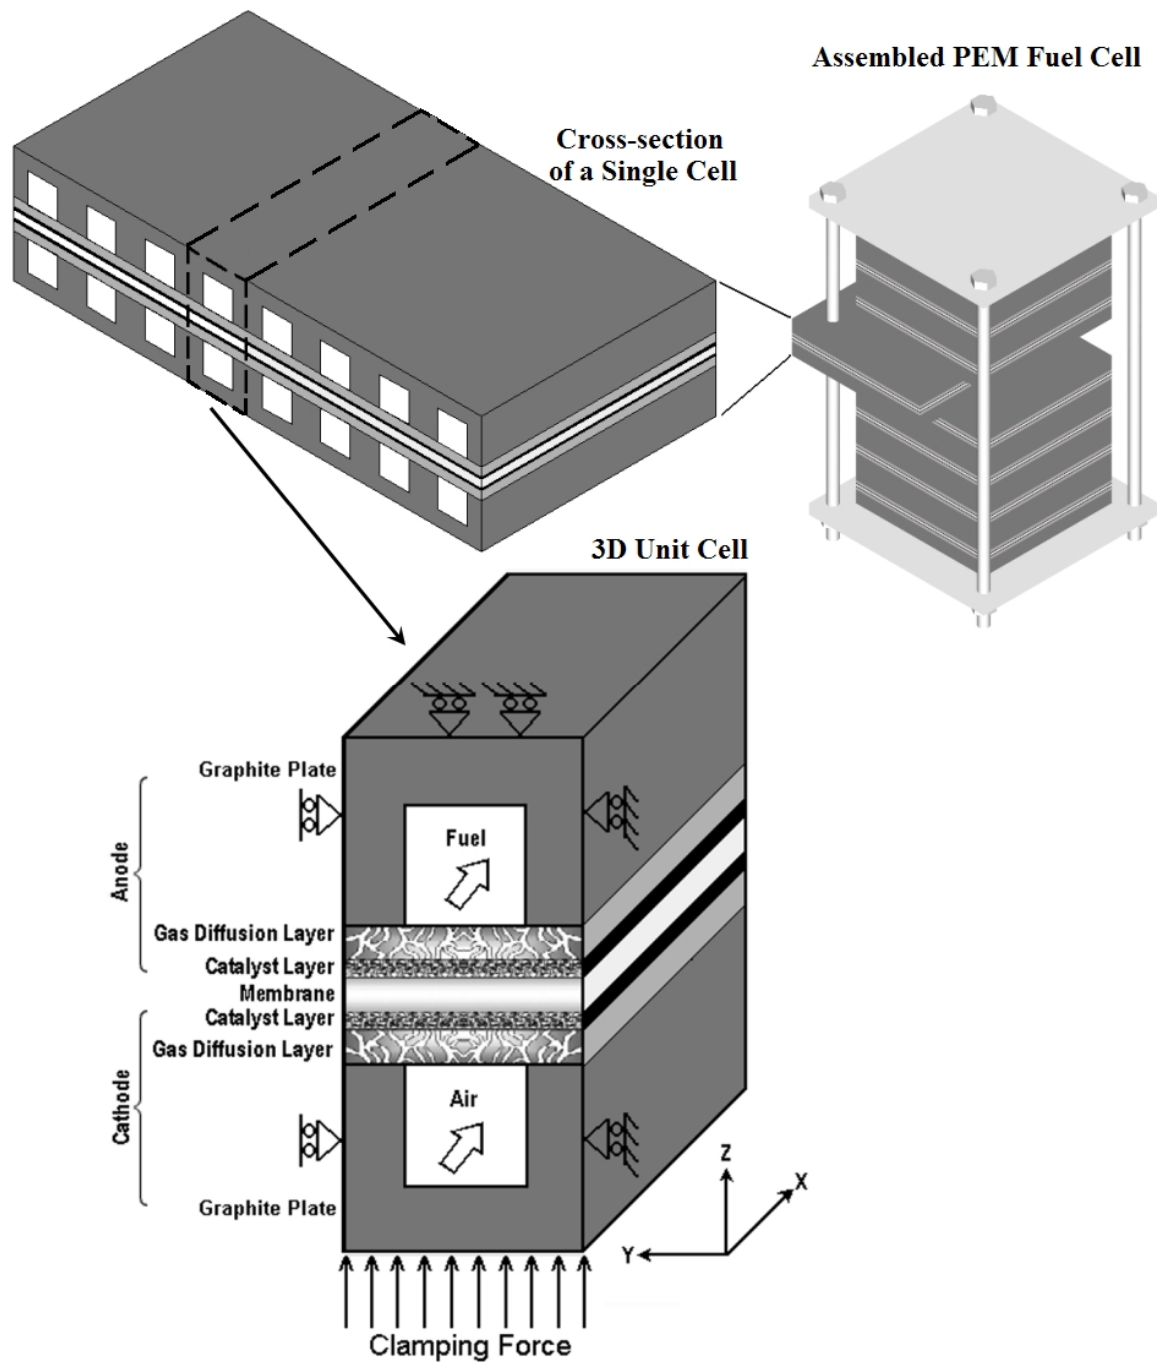 Assembled PEM Fuel Cell
Cross-section
of a Single Cell
3D Unit Cell
Graphite Plate
Anode
Fuel
Gas Diffusion Layer
Catalyst Layer
Membrane
Catalyst Layer
Gas Diffusion Layer
Cathode
Air
Graphite Plate
Z
X
Y
Clamping Force